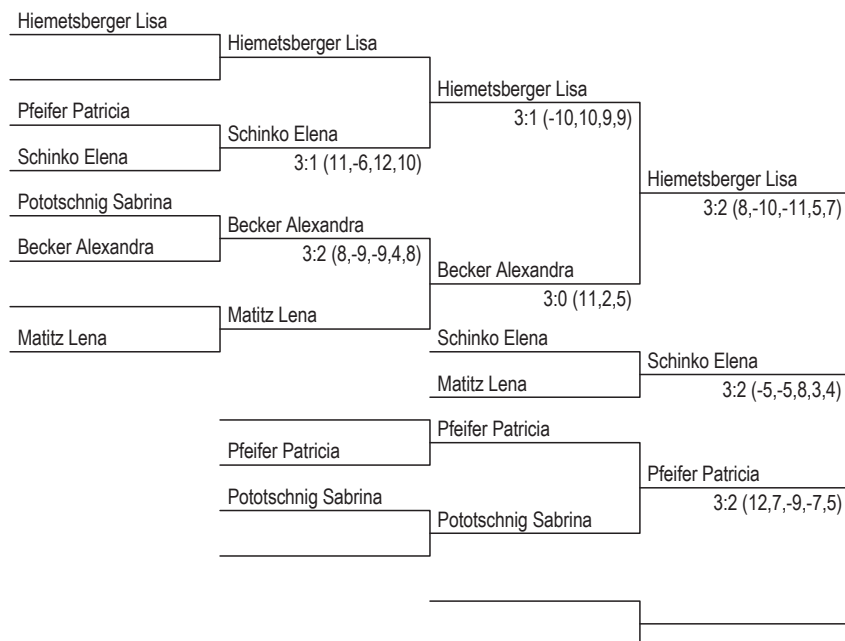 Hiemetsberger Lisa
Hiemetsberger Lisa
Hiemetsberger Lisa
3:1 (-10,10,9,9)
Pfeifer Patricia
Schinko Elena
Schinko Elena
3:1 (11,-6,12,10)
Hiemetsberger Lisa
3:2 (8,-10,-11,5,7)
Pototschnig Sabrina
Becker Alexandra
Becker Alexandra
3:2 (8,-9,-9,4,8)
Becker Alexandra
3:0 (11,2,5)
Matitz Lena
Matitz Lena
Schinko Elena
Matitz Lena
Schinko Elena
3:2 (-5,-5,8,3,4)
Pfeifer Patricia
Pfeifer Patricia
Pototschnig Sabrina
Pototschnig Sabrina
Pfeifer Patricia
3:2 (12,7,-9,-7,5)